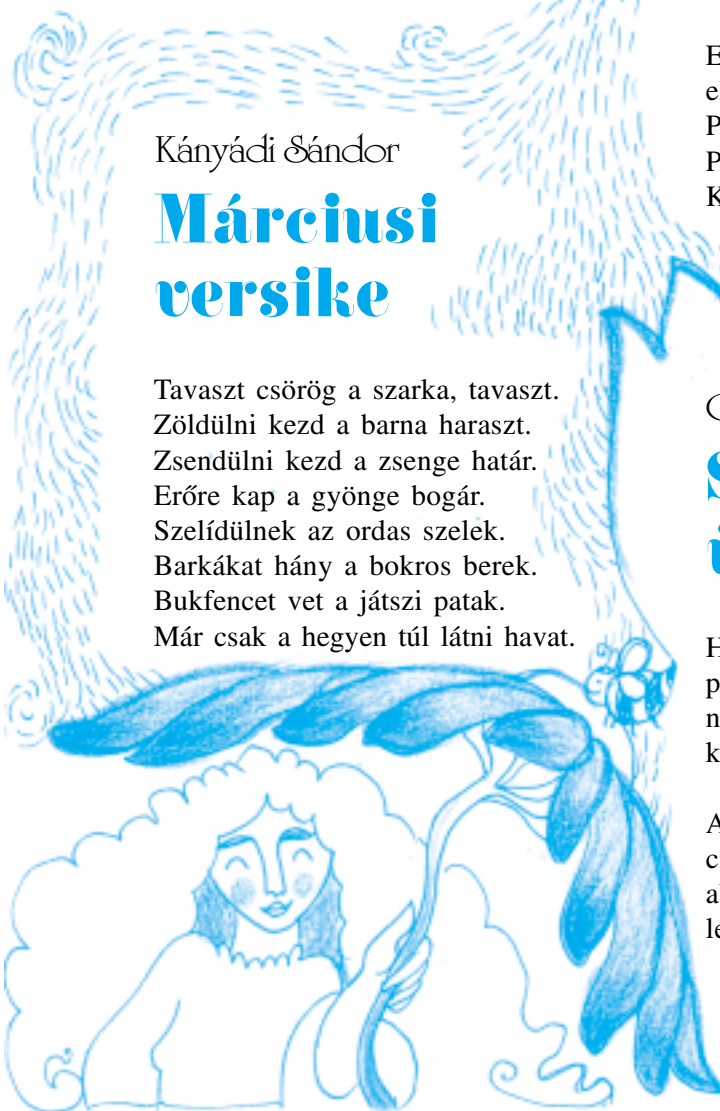 Kányádi Sándor
Márciusi
versike
Tavaszt csörög a szarka, tavaszt.
Zöldülni kezd a barna haraszt.
Zsendülni kezd a zsenge határ.
Erőre kap a gyönge bogár.
Szelídülnek az ordas szelek.
Barkákat hány a bokros berek.
Bukfencet vet a játszi patak.
Már csak a hegyen túl látni havat.